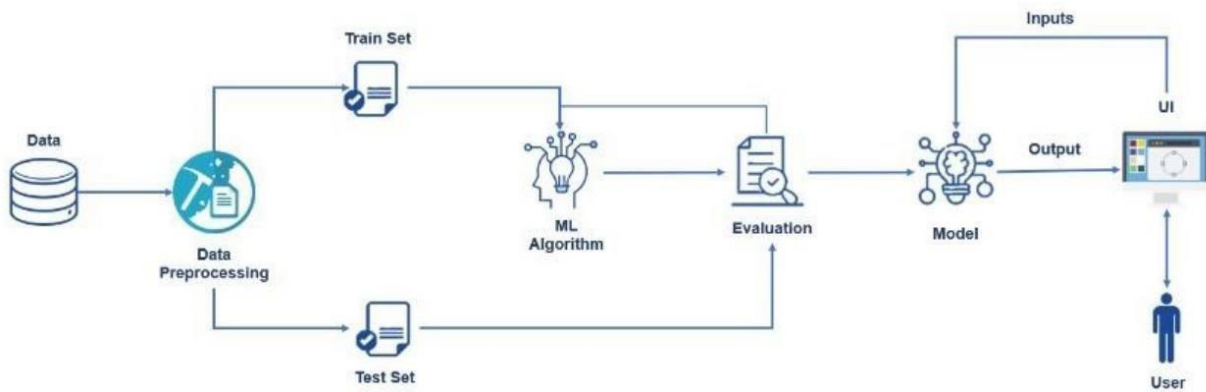 Inputs
Train Set
UI
Data
Output
ML
Algorithm
Evaluation
Model
Data
Preprocessing
Test Set
User